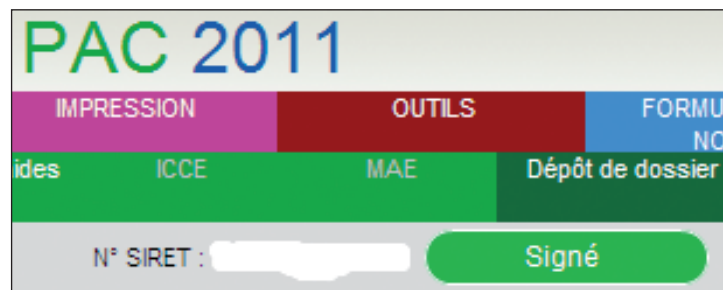 PAC 2011
IMPRESSION OUTILS FORMU
NO
ides ICCE MAE Dépôt de dossier
N° SIRET : Signé